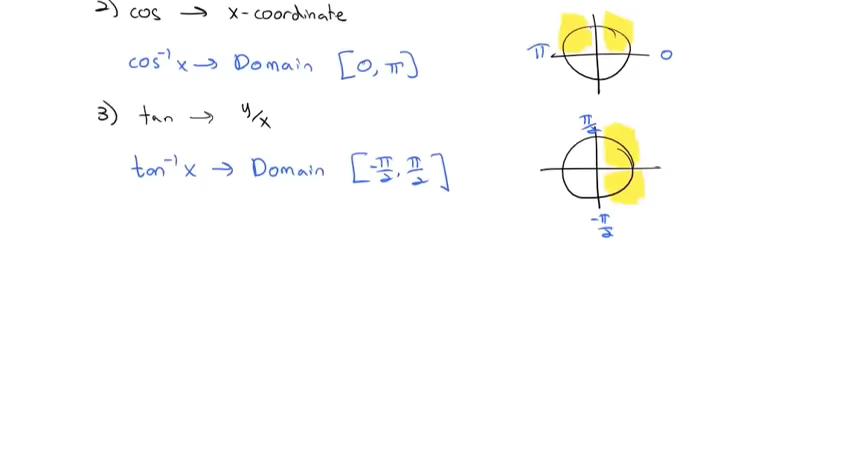 2) cos → x-coordinate
π 0
cos⁻¹x → Domain [0, π]
3) tan → y/x
π/2
tan⁻¹x → Domain [-π/2, π/2]
-π/2